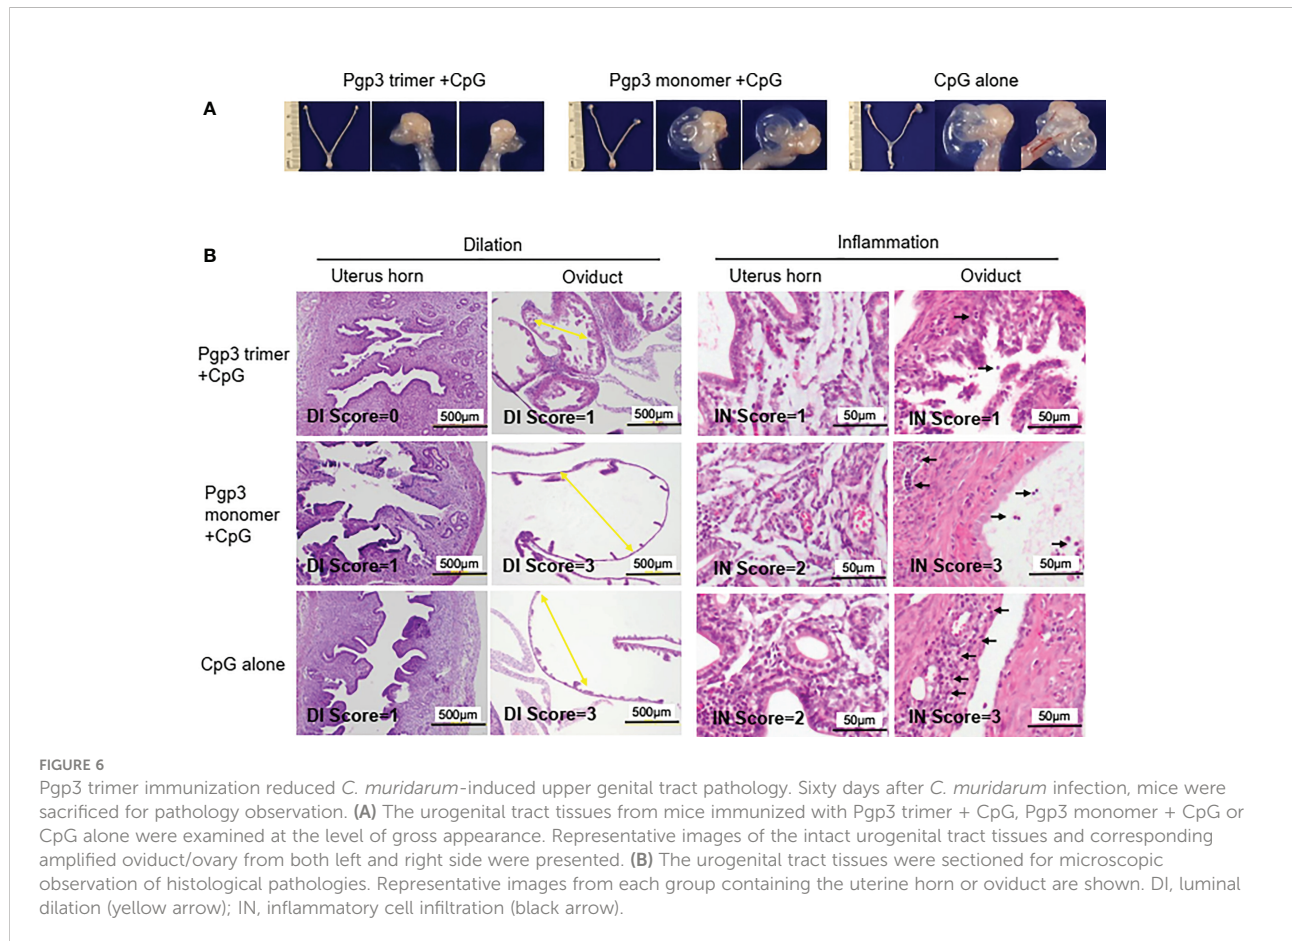 Pgp3 trimer +CpG
Pgp3 monomer +CpG
CpG alone
A
B
Dilation
Inflammation
Uterus horn
Oviduct
Uterus horn
Oviduct
Pgp3 trimer
+CpG
DI Score=0
500µm
DI Score=1
500µm
IN Score=1
50µm
IN Score=1
50µm
Pgp3
monomer
+CpG
DI Score=1
500µm
DI Score=3
500µm
IN Score=2
50µm
IN Score=3
50µm
CpG alone
DI Score=1
500µm
DI Score=3
500µm
IN Score=2
50µm
IN Score=3
50µm
FIGURE 6
Pgp3 trimer immunization reduced C. muridarum-induced upper genital tract pathology. Sixty days after C. muridarum infection, mice were
sacrificed for pathology observation. (A) The urogenital tract tissues from mice immunized with Pgp3 trimer + CpG, Pgp3 monomer + CpG or
CpG alone were examined at the level of gross appearance. Representative images of the intact urogenital tract tissues and corresponding
amplified oviduct/ovary from both left and right side were presented. (B) The urogenital tract tissues were sectioned for microscopic
observation of histological pathologies. Representative images from each group containing the uterine horn or oviduct are shown. DI, luminal
dilation (yellow arrow); IN, inflammatory cell infiltration (black arrow).